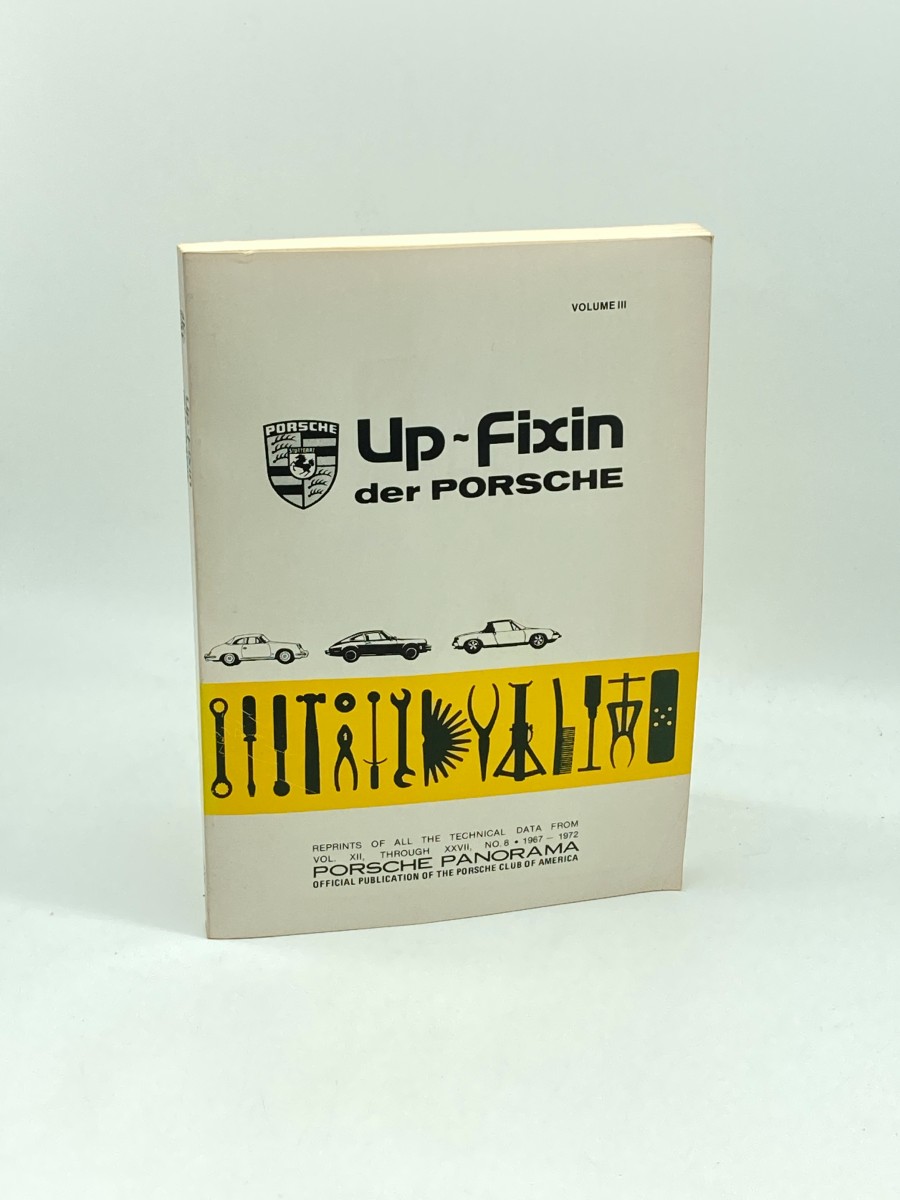 VOLUME III
PORSCHE
STUTTGART
Up~Fixin
der PORSCHE
REPRINTS OF ALL THE TECHNICAL DATA FROM
VOL. XII, THROUGH XXVII, NO. 8 • 1967 – 1972
PORSCHE PANORAMA
OFFICIAL PUBLICATION OF THE PORSCHE CLUB OF AMERICA